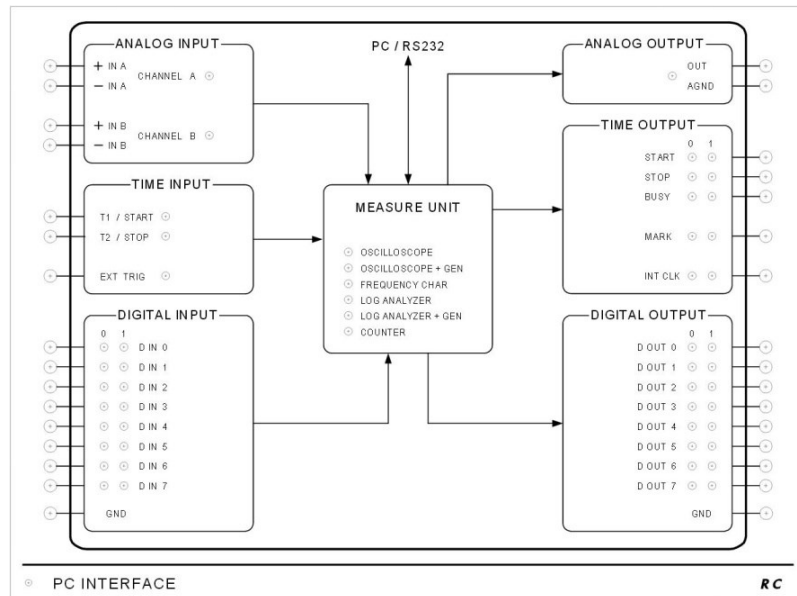 ANALOG INPUT
+ IN A
CHANNEL A
− IN A
+ IN B
CHANNEL B
− IN B
TIME INPUT
T1 / START
T2 / STOP
EXT TRIG
DIGITAL INPUT
0 1
D IN 0
D IN 1
D IN 2
D IN 3
D IN 4
D IN 5
D IN 6
D IN 7
GND
PC / RS232
MEASURE UNIT
OSCILLOSCOPE
OSCILLOSCOPE + GEN
FREQUENCY CHAR
LOG ANALYZER
LOG ANALYZER + GEN
COUNTER
ANALOG OUTPUT
OUT
AGND
TIME OUTPUT
0 1
START
STOP
BUSY
MARK
INT CLK
DIGITAL OUTPUT
0 1
D OUT 0
D OUT 1
D OUT 2
D OUT 3
D OUT 4
D OUT 5
D OUT 6
D OUT 7
GND
PC INTERFACE
RC